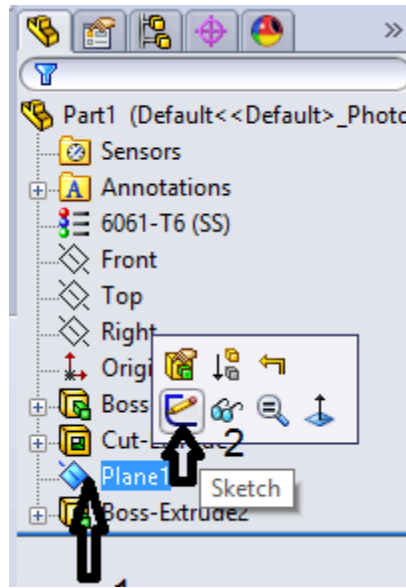 »
Part1 (Default<<Default>_Photo
Sensors
A Annotations
6061-T6 (SS)
Front
Top
Right
Origi
Boss
Cut-Extrude
2
Plane1
Sketch
Boss-Extrude2
1